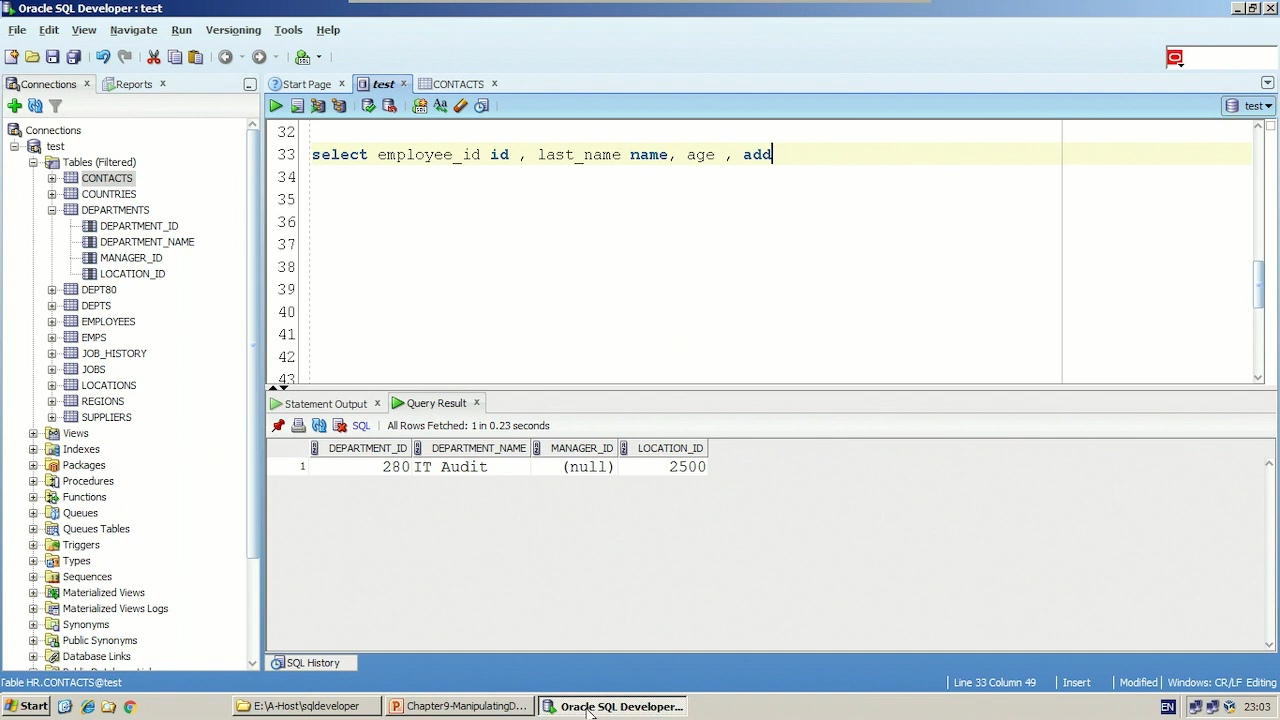 Oracle SQL Developer : test
File Edit View Navigate Run Versioning Tools Help
Connections Reports
Start Page test CONTACTS
test
Connections
test
Tables (Filtered)
CONTACTS
COUNTRIES
DEPARTMENTS
DEPARTMENT_ID
DEPARTMENT_NAME
MANAGER_ID
LOCATION_ID
DEPT80
DEPTS
EMPLOYEES
EMPS
JOB_HISTORY
JOBS
LOCATIONS
REGIONS
SUPPLIERS
Views
Indexes
Packages
Procedures
Functions
Queues
Queues Tables
Triggers
Types
Sequences
Materialized Views
Materialized Views Logs
Synonyms
Public Synonyms
Database Links
32
33 select employee_id id , last_name name, age , add
34
35
36
37
38
39
40
41
42
43
Statement Output Query Result
SQL All Rows Fetched: 1 in 0.23 seconds
DEPARTMENT_ID DEPARTMENT_NAME MANAGER_ID LOCATION_ID
1 280 IT Audit (null) 2500
SQL History
Table HR.CONTACTS@test Line 33 Column 49 Insert Modified Windows: CR/LF Editing
Start E:\A-Host\sqldeveloper Chapter9-ManipulatingD... Oracle SQL Developer... EN 23:03